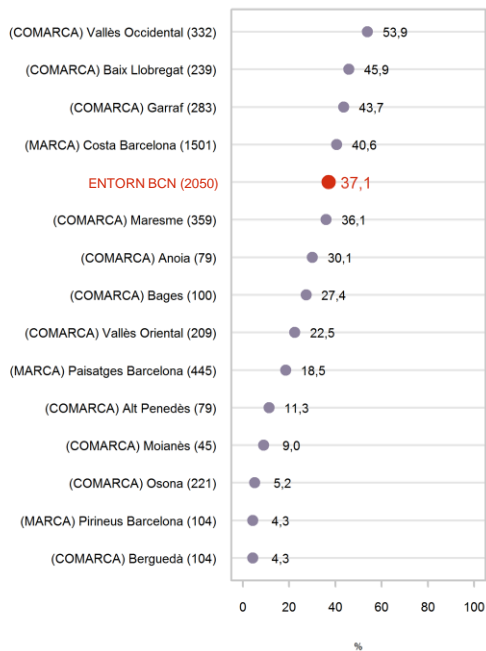 (COMARCA) Vallès Occidental (332) 53,9
(COMARCA) Baix Llobregat (239) 45,9
(COMARCA) Garraf (283) 43,7
(MARCA) Costa Barcelona (1501) 40,6
ENTORN BCN (2050) 37,1
(COMARCA) Maresme (359) 36,1
(COMARCA) Anoia (79) 30,1
(COMARCA) Bages (100) 27,4
(COMARCA) Vallès Oriental (209) 22,5
(MARCA) Paisatges Barcelona (445) 18,5
(COMARCA) Alt Penedès (79) 11,3
(COMARCA) Moianès (45) 9,0
(COMARCA) Osona (221) 5,2
(MARCA) Pirineus Barcelona (104) 4,3
(COMARCA) Berguedà (104) 4,3
0 20 40 60 80 100
%